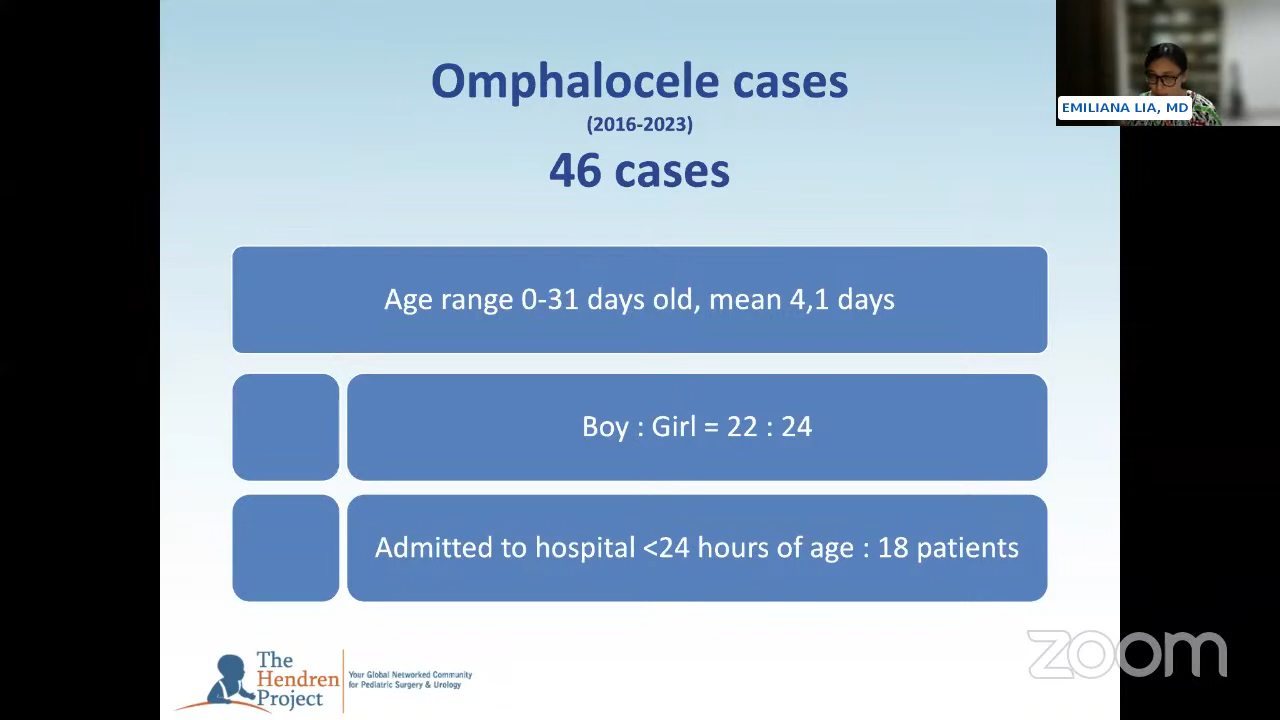 Omphalocele cases
(2016-2023)
46 cases
EMILIANA LIA, MD
Age range 0-31 days old, mean 4,1 days
Boy : Girl = 22 : 24
Admitted to hospital <24 hours of age : 18 patients
The
Hendren
Project
Your Global Networked Community
for Pediatric Surgery & Urology
zoom